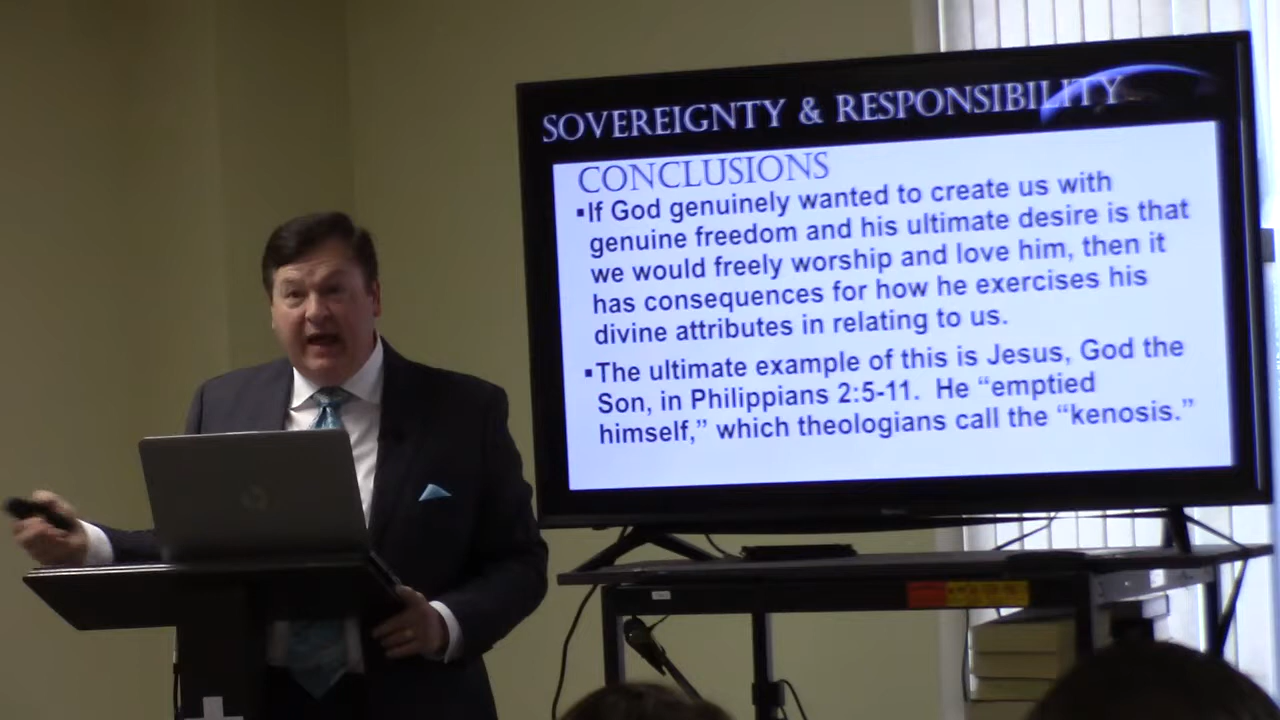 SOVEREIGNTY & RESPONSIBILITY
CONCLUSIONS
▪If God genuinely wanted to create us with
genuine freedom and his ultimate desire is that
we would freely worship and love him, then it
has consequences for how he exercises his
divine attributes in relating to us.
▪The ultimate example of this is Jesus, God the
Son, in Philippians 2:5-11.  He “emptied
himself,” which theologians call the “kenosis.”